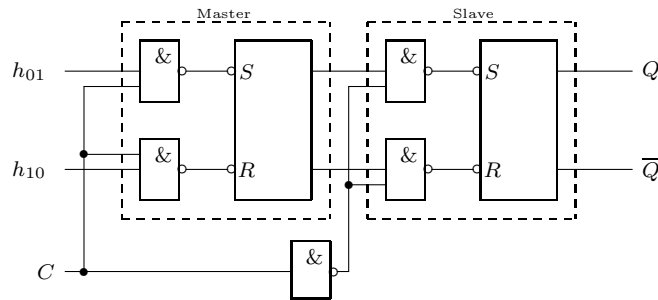 Master Slave
h01 & S & S Q
h10 & R & R Q̅
C &